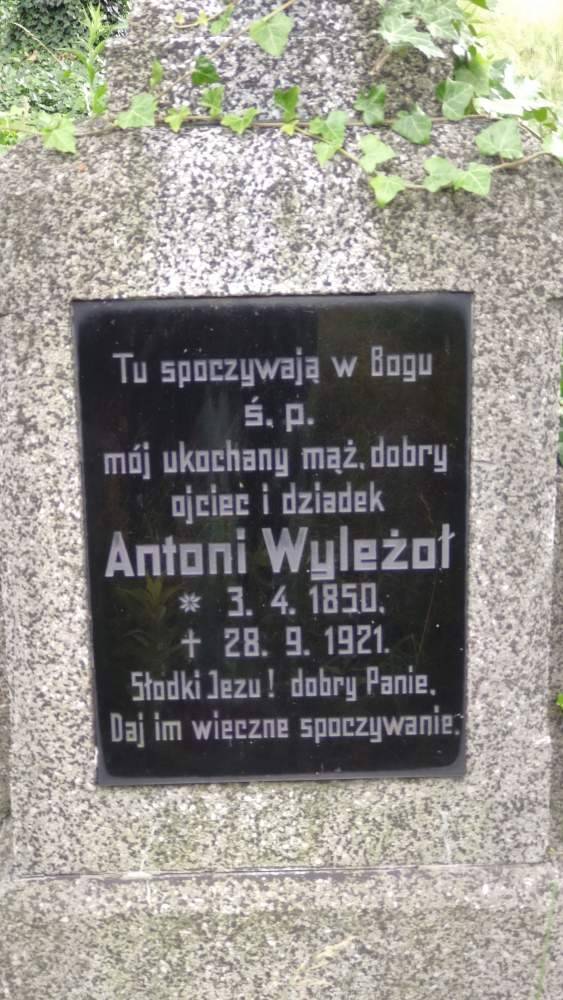 Tu spoczywają w Bogu
ś. p.
mój ukochany mąż, dobry
ojciec i dziadek
Antoni Wyleżoł
* 3. 4. 1850.
+ 28. 9. 1921.
Słodki Jezu! dobry Panie,
Daj im wieczne spoczywanie.